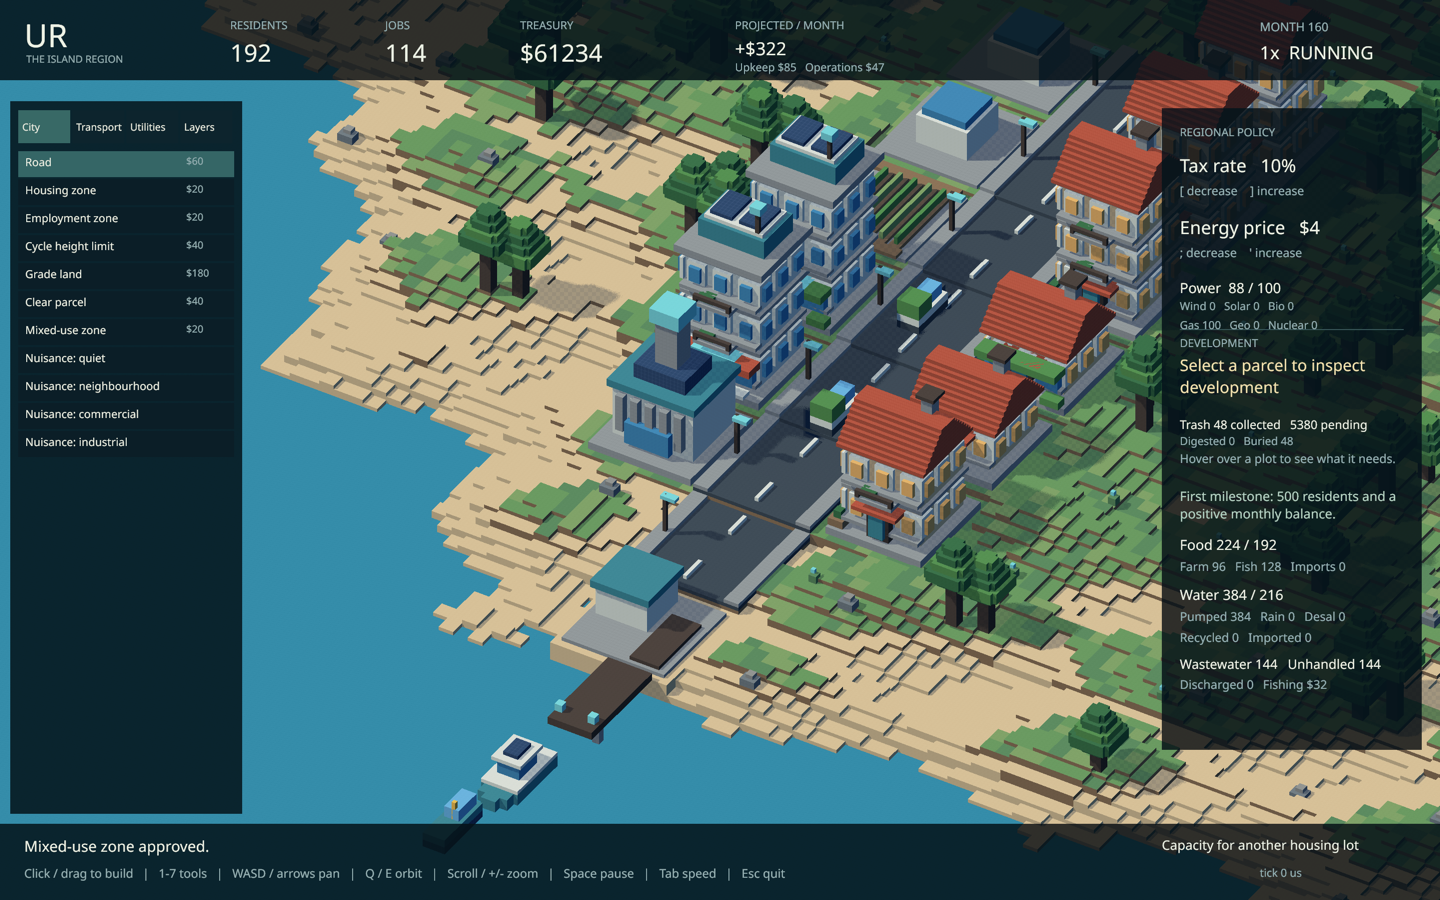 UR
THE ISLAND REGION
RESIDENTS
192
JOBS
114
TREASURY
$61234
PROJECTED / MONTH
+$322
Upkeep $85 Operations $47
MONTH 160
1x RUNNING
City Transport Utilities Layers
Road $60
Housing zone $20
Employment zone $20
Cycle height limit $40
Grade land $180
Clear parcel $40
Mixed-use zone $20
Nuisance: quiet
Nuisance: neighbourhood
Nuisance: commercial
Nuisance: industrial
REGIONAL POLICY
Tax rate 10%
[ decrease ] increase
Energy price $4
; decrease ' increase
Power 88 / 100
Wind 0 Solar 0 Bio 0
Gas 100 Geo 0 Nuclear 0
DEVELOPMENT
Select a parcel to inspect
development
Trash 48 collected 5380 pending
Digested 0 Buried 48
Hover over a plot to see what it needs.
First milestone: 500 residents and a
positive monthly balance.
Food 224 / 192
Farm 96 Fish 128 Imports 0
Water 384 / 216
Pumped 384 Rain 0 Desal 0
Recycled 0 Imported 0
Wastewater 144 Unhandled 144
Discharged 0 Fishing $32
Mixed-use zone approved.
Click / drag to build | 1-7 tools | WASD / arrows pan | Q / E orbit | Scroll / +/- zoom | Space pause | Tab speed | Esc quit
Capacity for another housing lot
tick 0 us